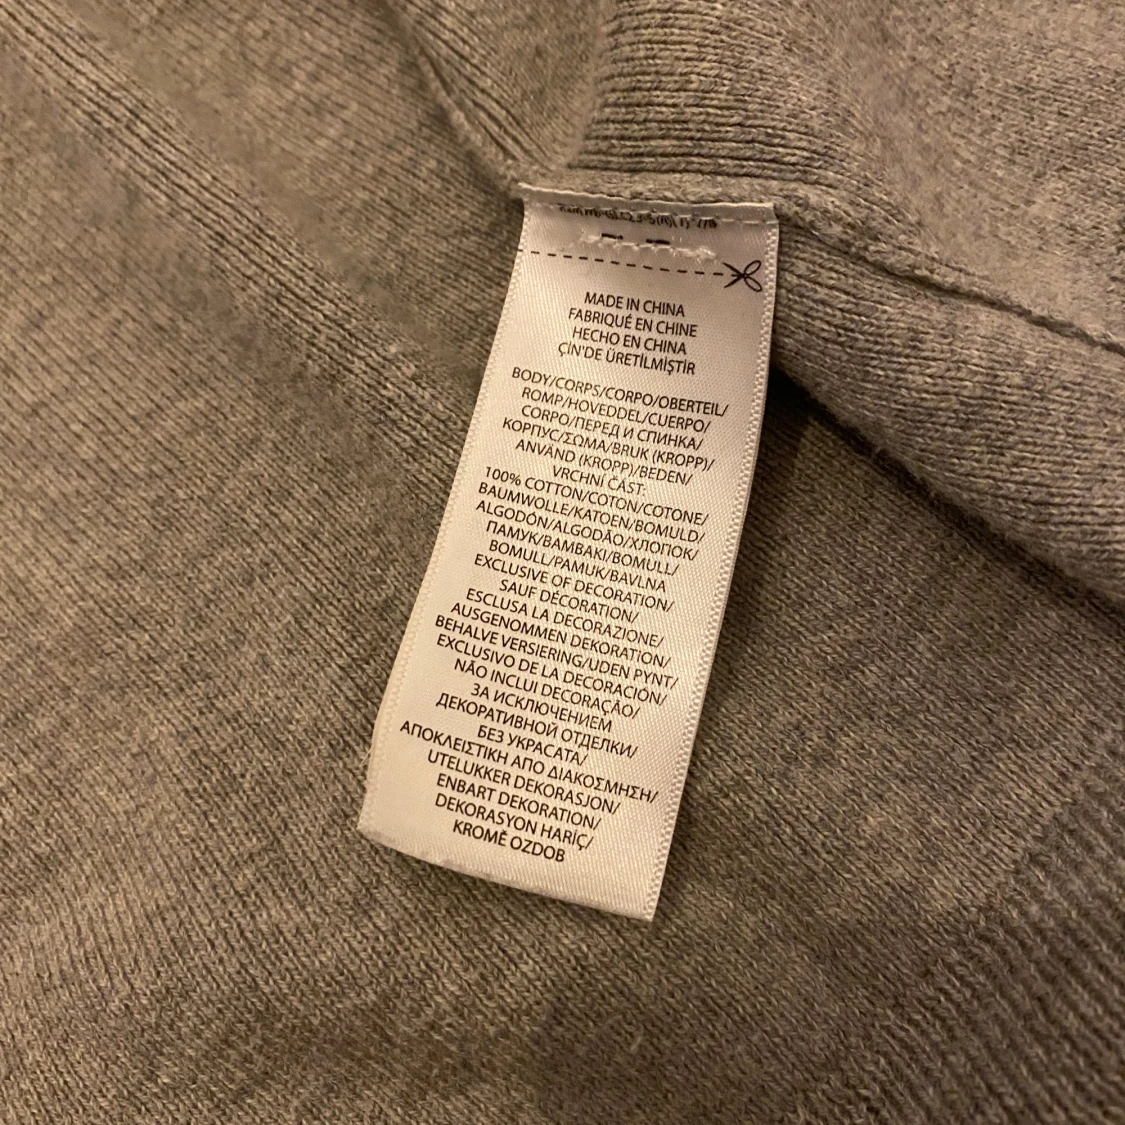 MADE IN CHINA
FABRIQUÉ EN CHINE
HECHO EN CHINA
ÇİN'DE ÜRETİLMİŞTİR
BODY/CORPS/CORPO/OBERTEIL/
ROMP/HOVEDDEL/CUERPO/
CORPO/ПЕРЕД И СПИНКА/
КОРПУС/ΣΩΜΑ/BRUK (KROPP)/
ANVÄND (KROPP)/BEDEN/
VRCHNÍ ČÁST:
100% COTTON/COTON/COTONE/
BAUMWOLLE/KATOEN/BOMULD/
ALGODÓN/ALGODÃO/ХЛОПОК/
ПАМУК/ΒΑΜΒΑΚΙ/BOMULL/
BOMULL/PAMUK/BAVLNA
EXCLUSIVE OF DECORATION/
SAUF DÉCORATION/
ESCLUSA LA DECORAZIONE/
AUSGENOMMEN DEKORATION/
BEHALVE VERSIERING/UDEN PYNT/
EXCLUSIVO DE LA DECORACIÓN/
NÃO INCLUI DECORAÇÃO/
ЗА ИСКЛЮЧЕНИЕМ
ДЕКОРАТИВНОЙ ОТДЕЛКИ/
БЕЗ УКРАСАТА/
ΑΠΟΚΛΕΙΣΤΙΚΗ ΑΠΟ ΔΙΑΚΟΣΜΗΣΗ/
UTELUKKER DEKORASJON/
ENBART DEKORATION/
DEKORASYON HARİÇ/
KROMĚ OZDOB